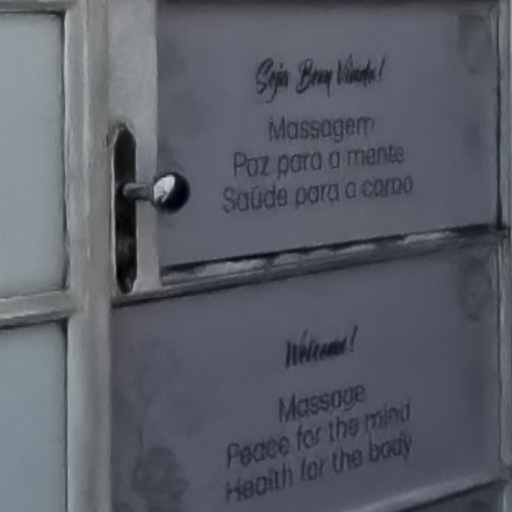 Seja Bem Vindo!
Massagem
Paz para a mente
Saúde para o corpo
Welcome!
Massage
Peace for the mind
Health for the body